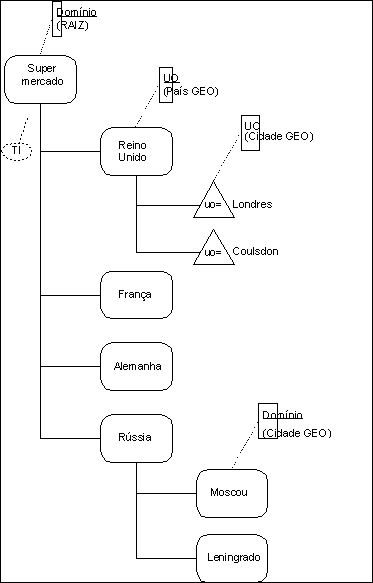 Domínio
(RAIZ)
Super
mercado
TI
UO
(País GEO)
Reino
Unido
UO
(Cidade GEO)
uo=
Londres
uo=
Coulsdon
França
Alemanha
Rússia
Domínio
(Cidade GEO)
Moscou
Leningrado